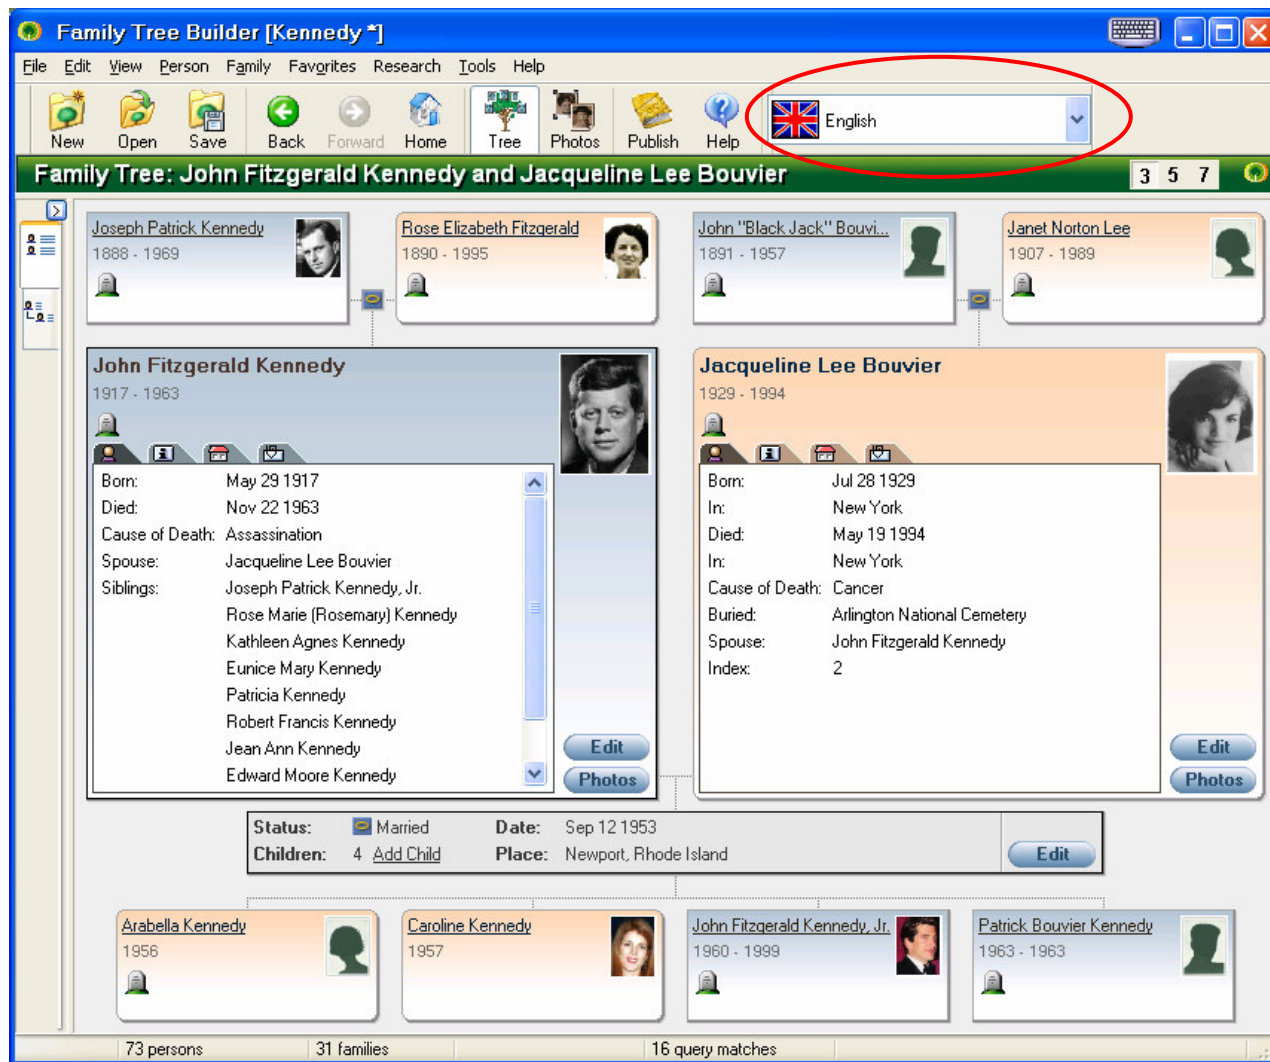 Family Tree Builder [Kennedy *]
File Edit View Person Family Favorites Research Tools Help
New Open Save Back Forward Home Tree Photos Publish Help English
Family Tree: John Fitzgerald Kennedy and Jacqueline Lee Bouvier 3 5 7
Joseph Patrick Kennedy
1888 - 1969
Rose Elizabeth Fitzgerald
1890 - 1995
John "Black Jack" Bouvi...
1891 - 1957
Janet Norton Lee
1907 - 1989
John Fitzgerald Kennedy
1917 - 1963
Born: May 29 1917
Died: Nov 22 1963
Cause of Death: Assassination
Spouse: Jacqueline Lee Bouvier
Siblings: Joseph Patrick Kennedy, Jr.
Rose Marie (Rosemary) Kennedy
Kathleen Agnes Kennedy
Eunice Mary Kennedy
Patricia Kennedy
Robert Francis Kennedy
Jean Ann Kennedy
Edward Moore Kennedy
Edit
Photos
Jacqueline Lee Bouvier
1929 - 1994
Born: Jul 28 1929
In: New York
Died: May 19 1994
In: New York
Cause of Death: Cancer
Buried: Arlington National Cemetery
Spouse: John Fitzgerald Kennedy
Index: 2
Edit
Photos
Status: Married Date: Sep 12 1953
Children: 4 Add Child Place: Newport, Rhode Island Edit
Arabella Kennedy
1956
Caroline Kennedy
1957
John Fitzgerald Kennedy, Jr.
1960 - 1999
Patrick Bouvier Kennedy
1963 - 1963
73 persons 31 families 16 query matches